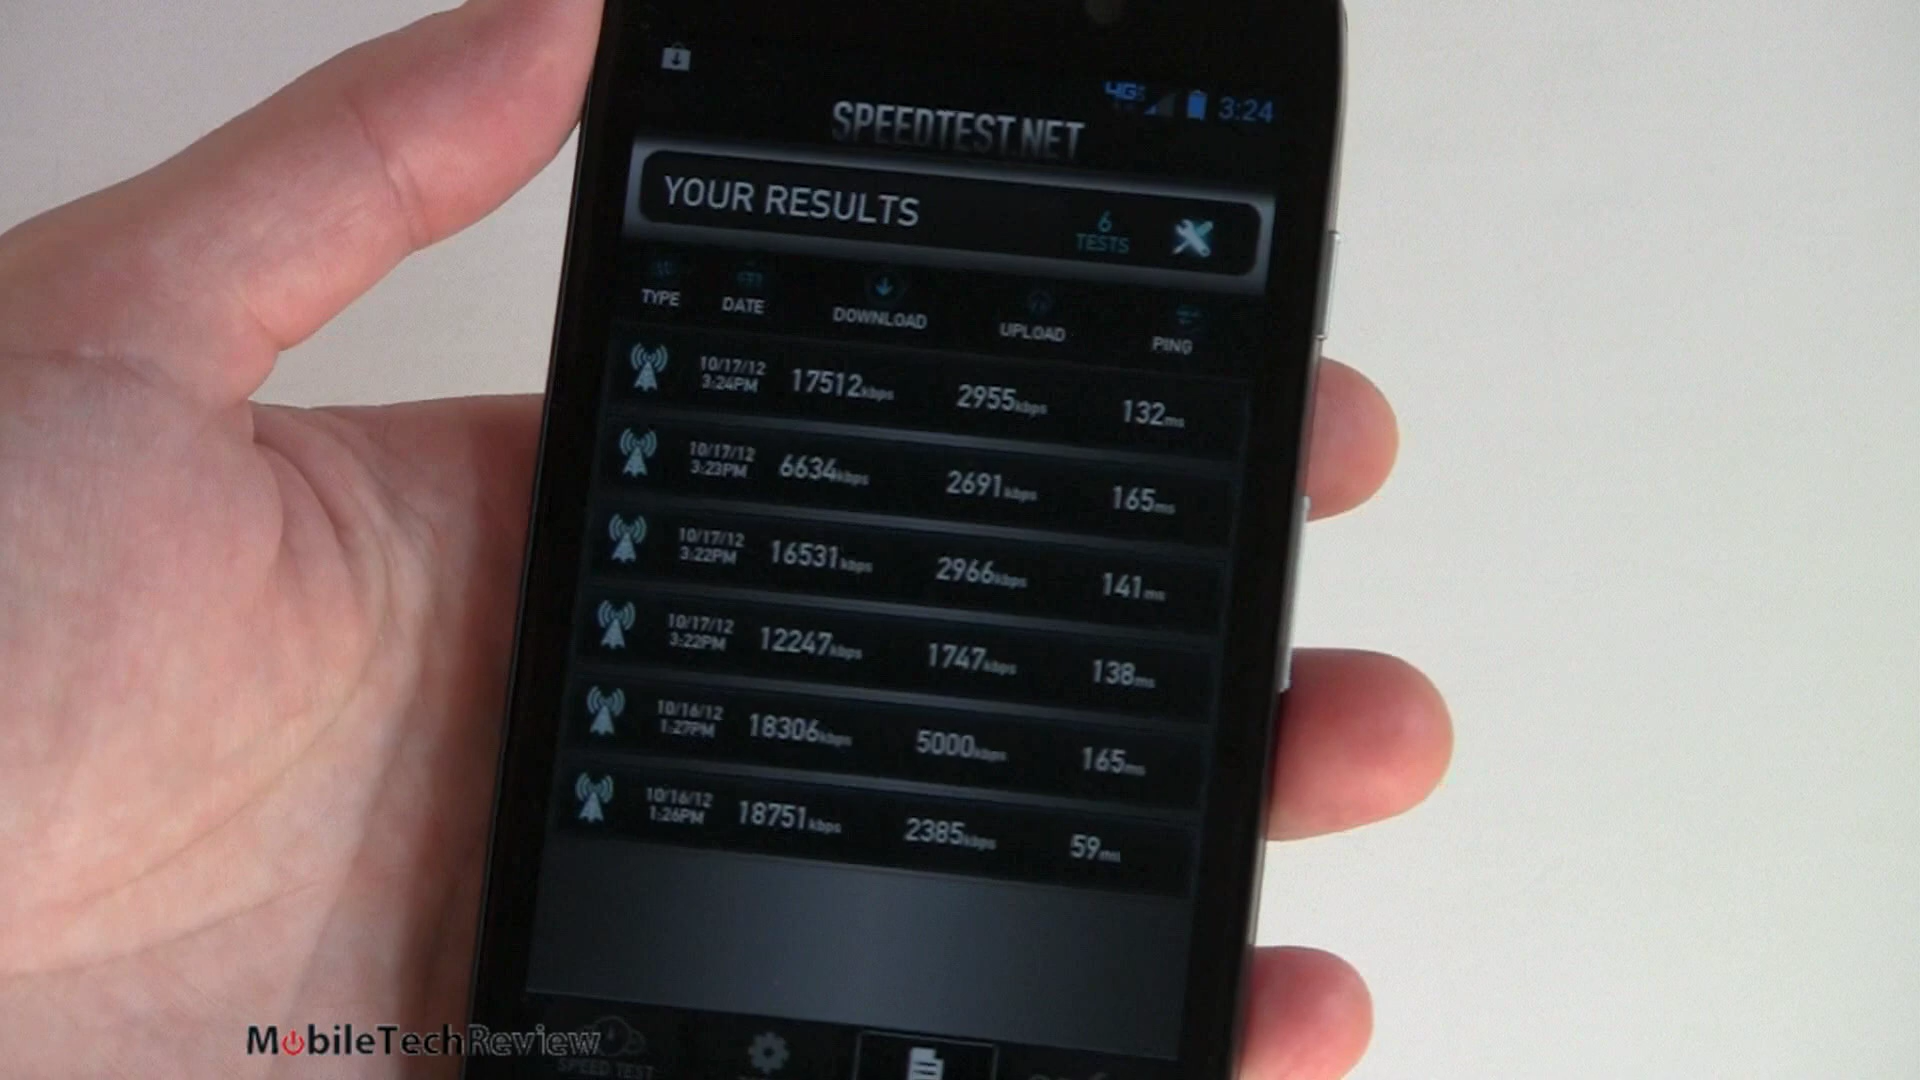 4G 3:24
SPEEDTEST.NET
YOUR RESULTS
6
TESTS
TYPE DATE DOWNLOAD UPLOAD PING
10/17/12
3:24PM 17512kbps 2955kbps 132ms
10/17/12
3:23PM 6634kbps 2691kbps 165ms
10/17/12
3:22PM 16531kbps 2966kbps 141ms
10/17/12
3:22PM 12247kbps 1747kbps 138ms
10/16/12
1:27PM 18306kbps 5000kbps 165ms
10/16/12
1:26PM 18751kbps 2385kbps 59ms
MobileTechReview
SPEED TEST